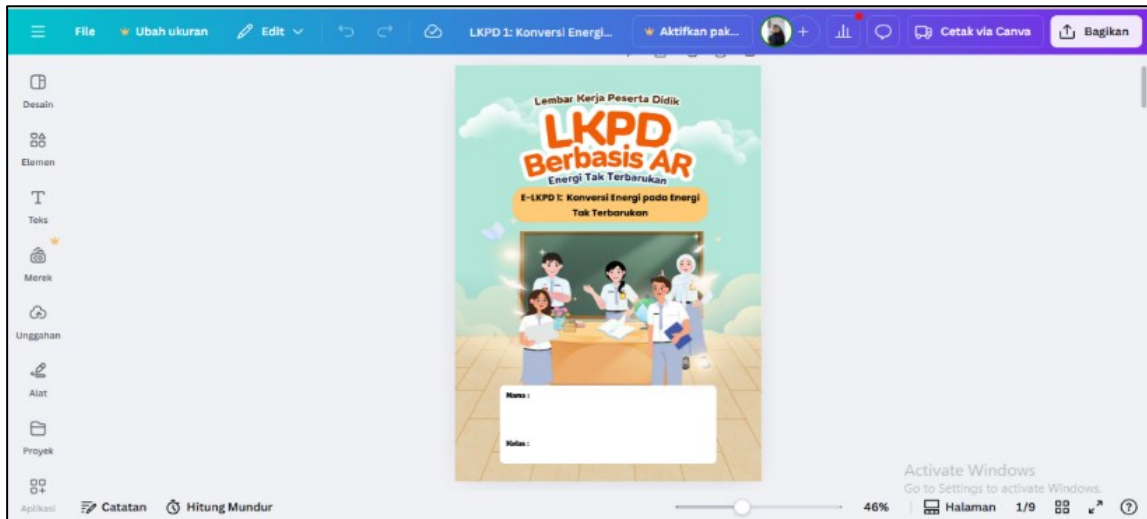 File
Ubah ukuran
Edit
LKPD 1: Konversi Energi...
Aktifkan pak...
Cetak via Canva
Bagikan
Desain
Elemen
Teks
Merek
Unggahan
Alat
Proyek
Aplikasi
Lembar Kerja Peserta Didik
LKPD
Berbasis AR
Energi Tak Terbarukan
E-LKPD 1: Konversi Energi pada Energi
Tak Terbarukan
Nama :
Kelas :
Activate Windows
Go to Settings to activate Windows.
Catatan
Hitung Mundur
46%
Halaman
1/9